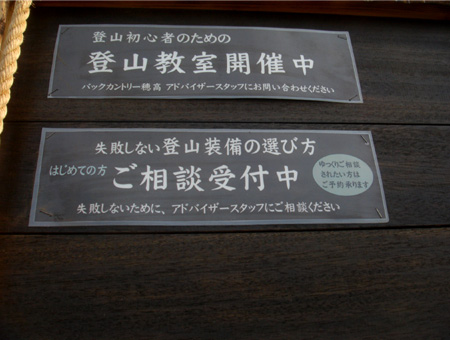 登山初心者のための
登山教室開催中
バックカントリー穂高 アドバイザースタッフにお問い合わせください
失敗しない登山装備の選び方
はじめての方 ご相談受付中
ゆっくりご相談
されたい方は
ご予約承ります
失敗しないために、アドバイザースタッフにご相談ください